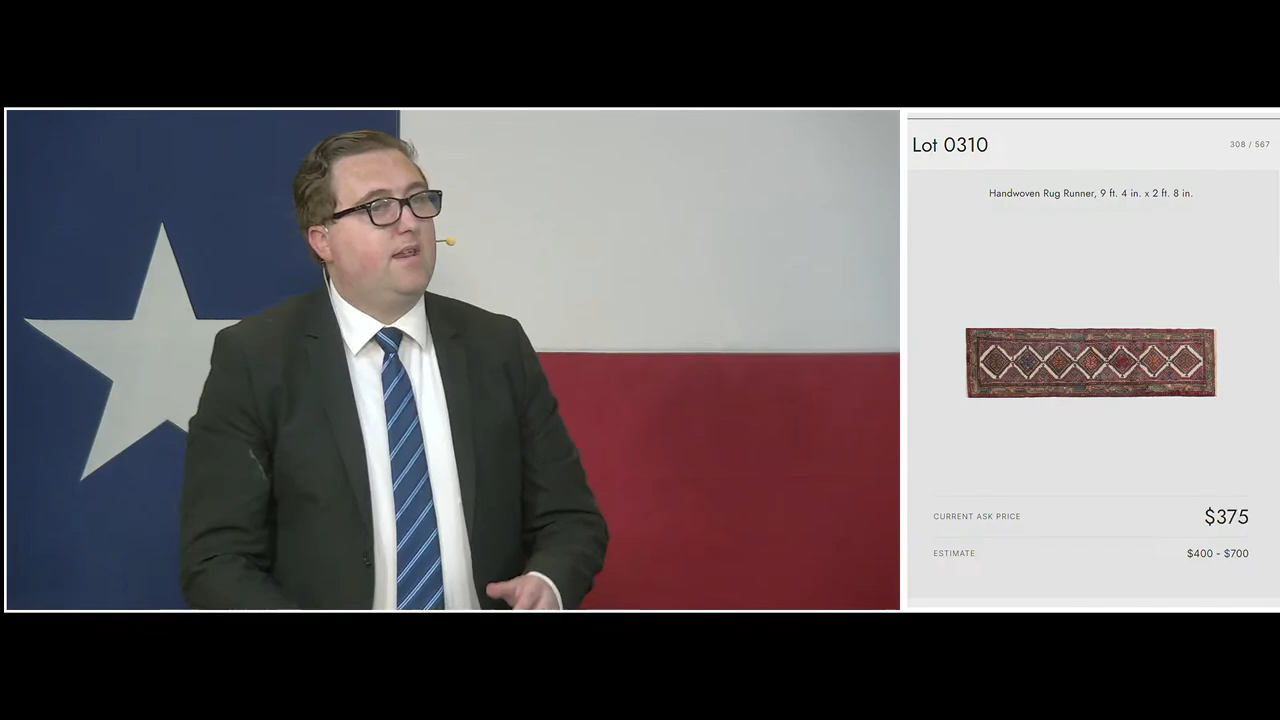 Lot 0310
308 / 567
Handwoven Rug Runner, 9 ft. 4 in. x 2 ft. 8 in.
CURRENT ASK PRICE
$375
ESTIMATE
$400 - $700